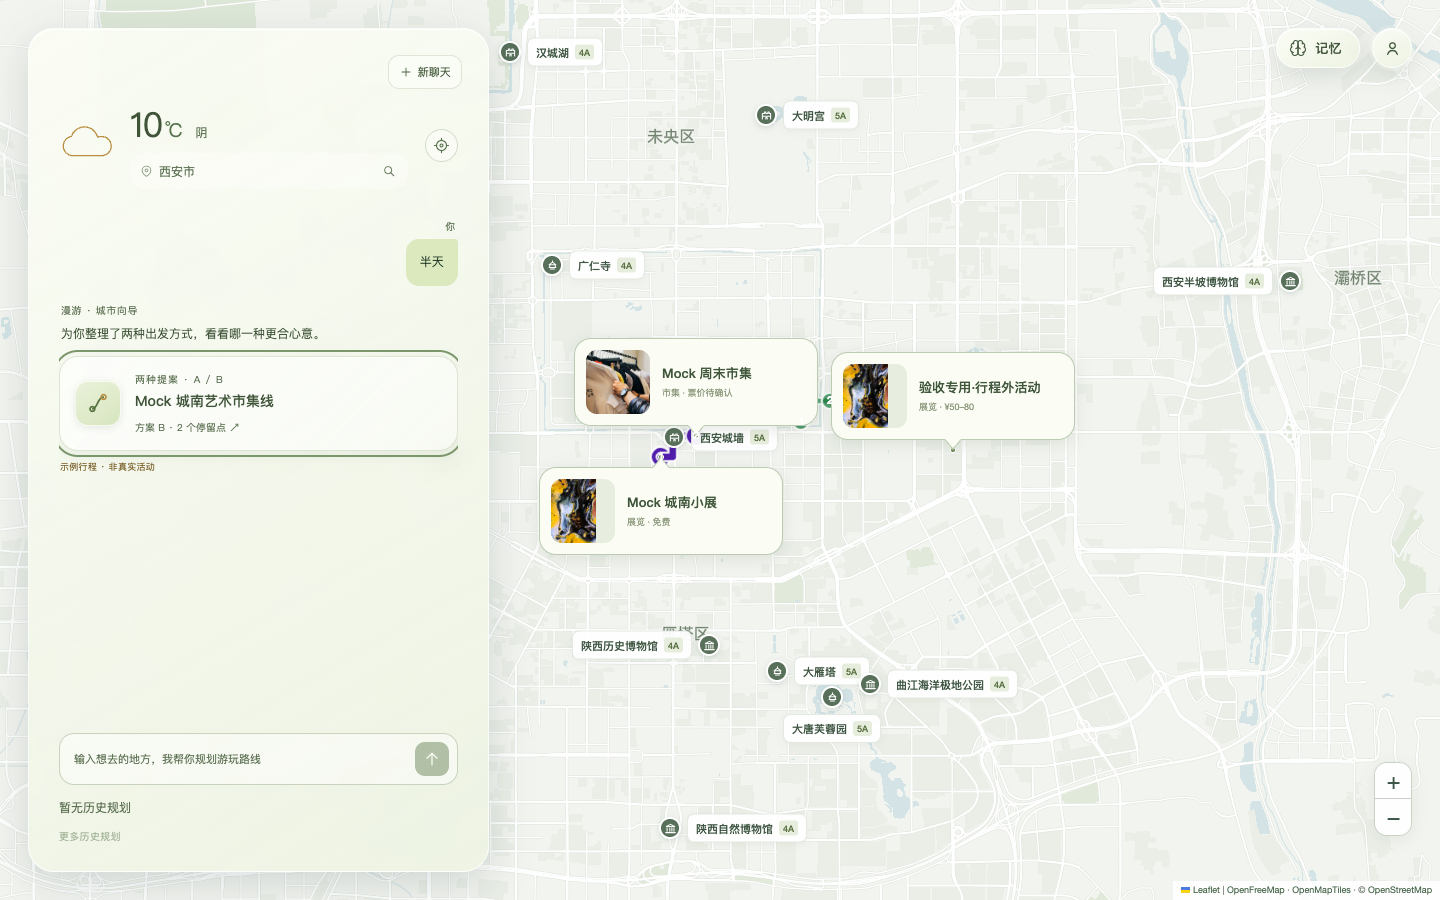 新聊天
10°C 阴
西安市
你
半天
漫游 · 城市向导
为你整理了两种出发方式，看看哪一种更合心意。
两种提案 · A / B
Mock 城南艺术市集线
方案 B · 2 个停留点 ↗
示例行程 · 非真实活动
输入想去的地方，我帮你规划游玩路线
暂无历史规划
更多历史规划
汉城湖 4A
大明宫 5A
未央区
记忆
广仁寺 4A
西安半坡博物馆 4A
灞桥区
Mock 周末市集
市集 · 票价待确认
验收专用·行程外活动
展览 · ¥50–80
西安城墙 5A
Mock 城南小展
展览 · 免费
陕西历史博物馆 4A
大雁塔 5A
曲江海洋极地公园 4A
大唐芙蓉园 5A
陕西自然博物馆 4A
+
−
Leaflet | OpenFreeMap · OpenMapTiles · © OpenStreetMap